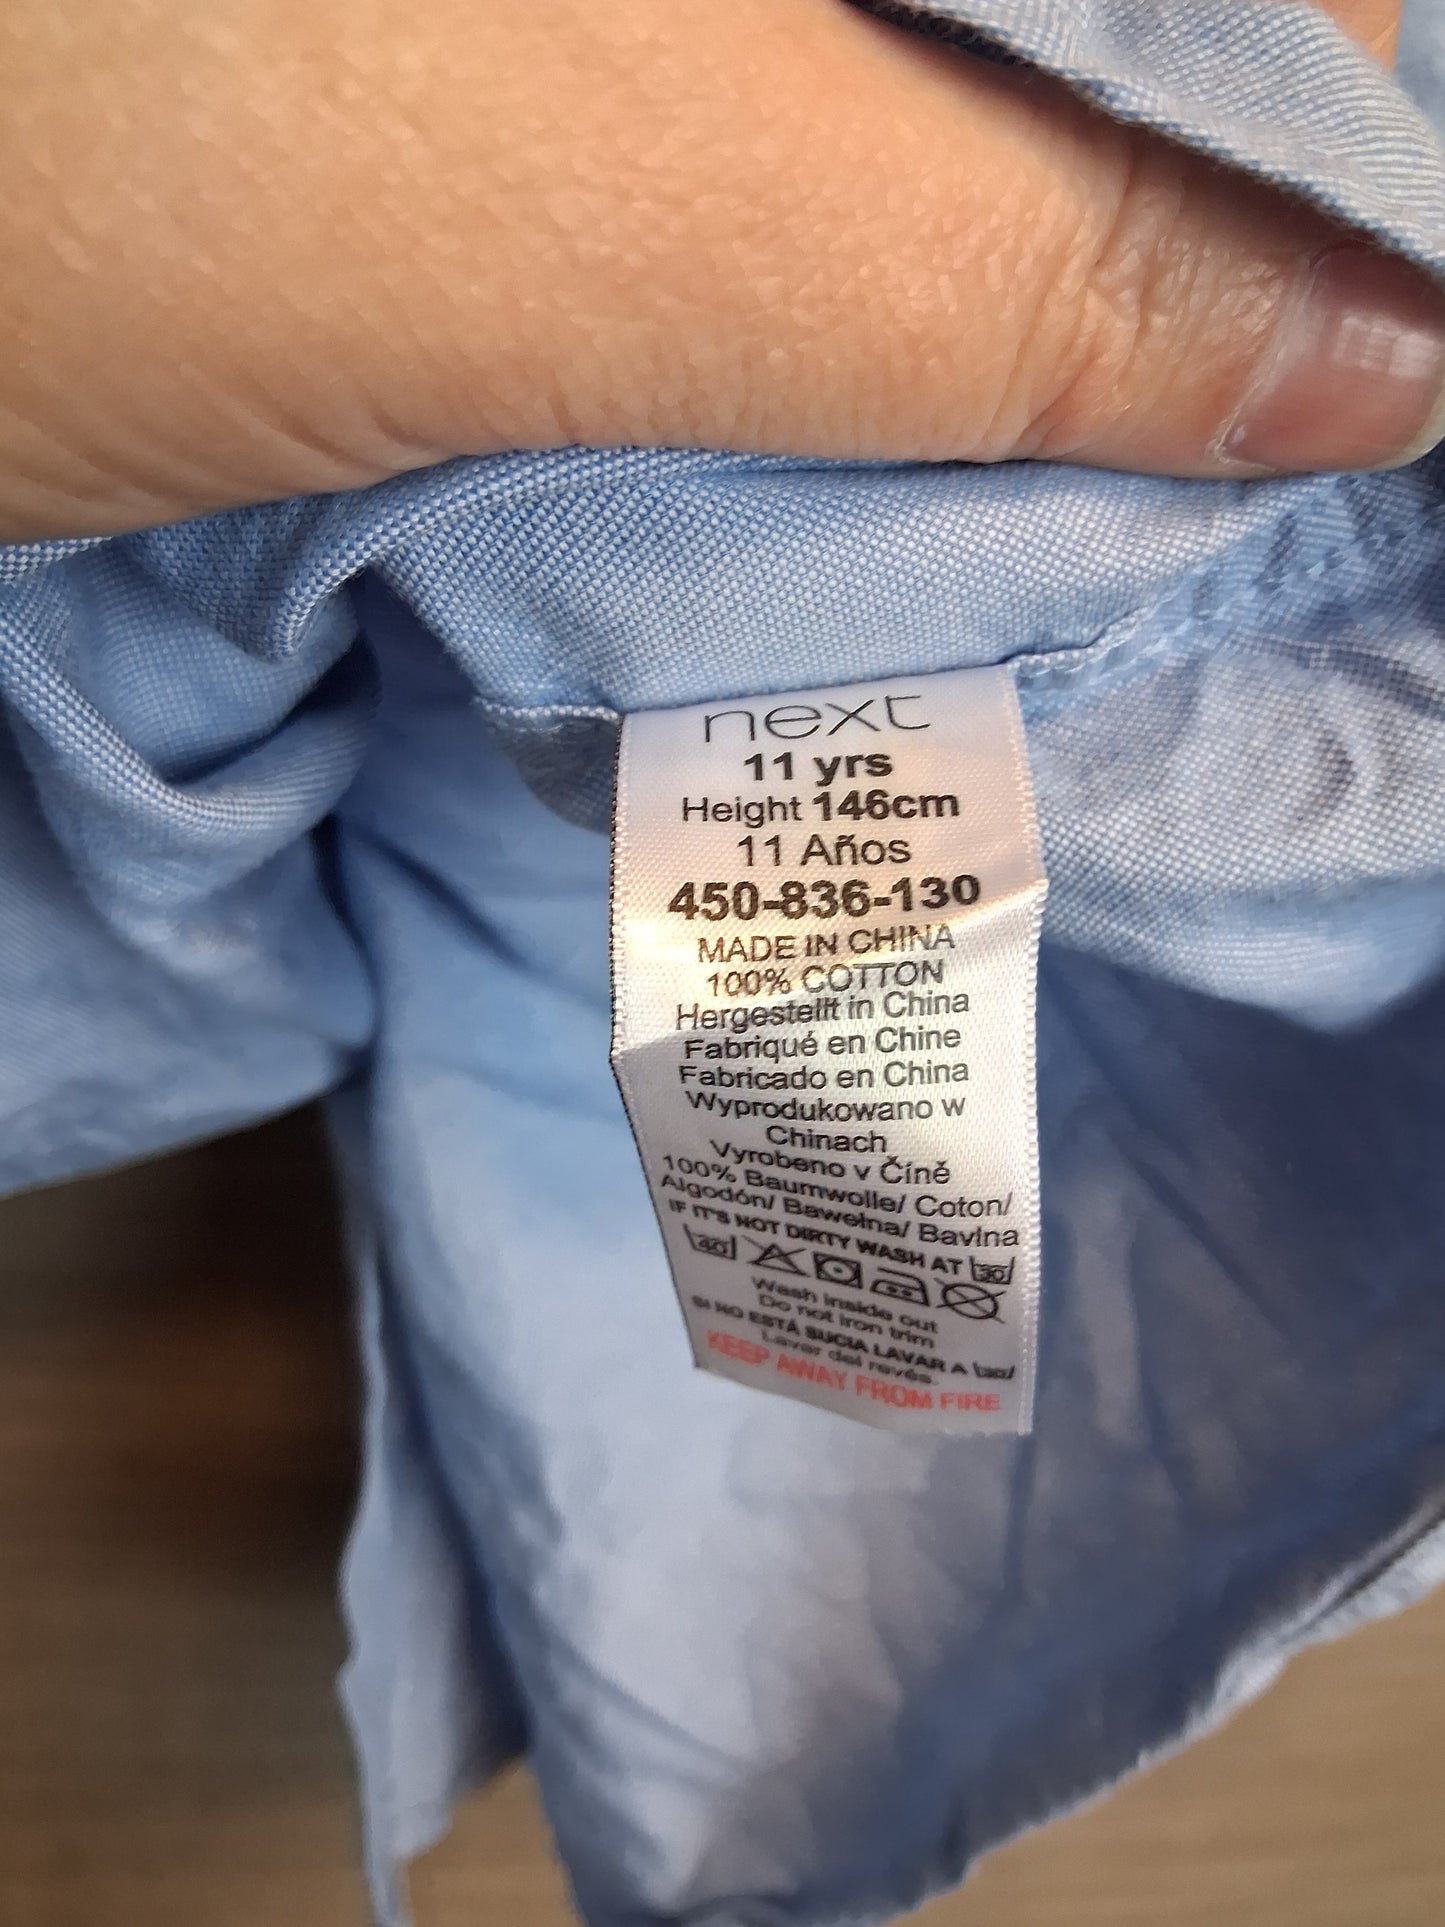 next
11 yrs
Height 146cm
11 Años
450-836-130
MADE IN CHINA
100% COTTON
Hergestellt in China
Fabriqué en Chine
Fabricado en China
Wyprodukowano w
Chinach
Vyrobeno v Číně
100% Baumwolle/ Coton/
Algodón/ Bawełna/ Bavlna
IF IT'S NOT DIRTY WASH AT 30
40
Wash inside out
Do not iron trim
SI NO ESTÁ SUCIA LAVAR A 30
Lavar del revés.
KEEP AWAY FROM FIRE